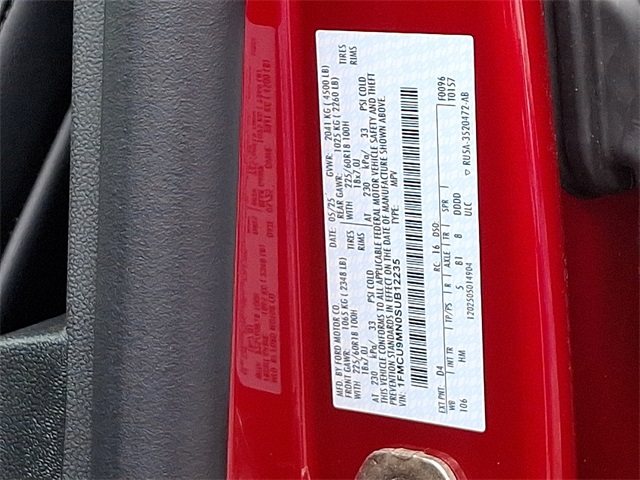 MFD BY FORD MOTOR CO. DATE: 05/25 GVWR: 2041 KG ( 4500 LB)
FRONT GAWR: 1065 KG ( 2348 LB) REAR GAWR: 1025 KG ( 2260 LB)
WITH 225/60R18 100H TIRES WITH 225/60R18 100H TIRES
18x7.0J RIMS 18x7.0J RIMS
AT 230 kPa/ 33 PSI COLD AT 230 kPa/ 33 PSI COLD
THIS VEHICLE CONFORMS TO ALL APPLICABLE FEDERAL MOTOR VEHICLE SAFETY AND THEFT
PREVENTION STANDARDS IN EFFECT ON THE DATE OF MANUFACTURE SHOWN ABOVE.
VIN: 1FMCU9MN0SUB12235 TYPE: MPV
F0096
T0157
EXT PNT: D4 RC: 16 DSO:
WB INT TR TP/PS R AXLE TR SPR
106 HM 5 B1 8 DDDD
ULC
1202505014904 RU5A-3520472-AB